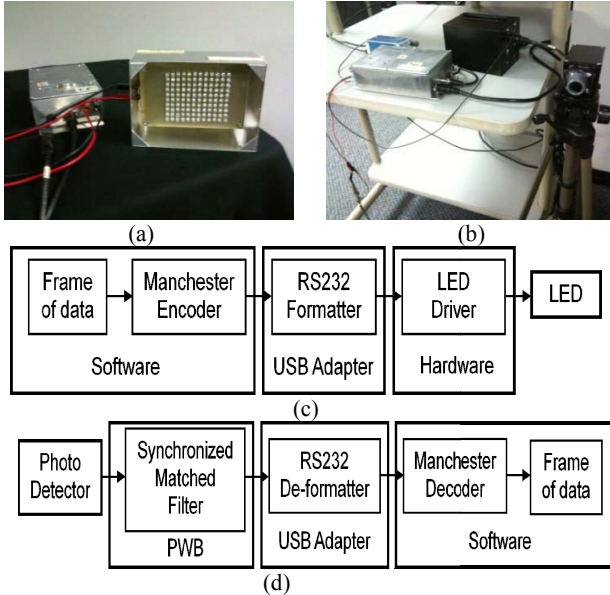 (a)
(b)
Frame
of data
Manchester
Encoder
RS232
Formatter
LED
Driver
LED
Software
USB Adapter
Hardware
(c)
Photo
Detector
Synchronized
Matched
Filter
RS232
De-formatter
Manchester
Decoder
Frame
of data
PWB
USB Adapter
Software
(d)